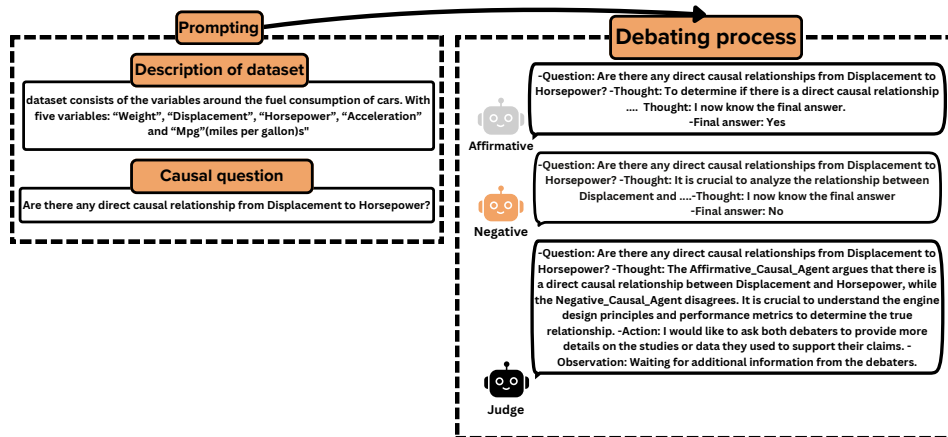 Prompting
Description of dataset
dataset consists of the variables around the fuel consumption of cars. With
five variables: “Weight”, “Displacement”, “Horsepower”, “Acceleration”
and “Mpg”(miles per gallon)s"
Causal question
Are there any direct causal relationship from Displacement to Horsepower?
Debating process
-Question: Are there any direct causal relationships from Displacement to
Horsepower? -Thought: To determine if there is a direct causal relationship
.... Thought: I now know the final answer.
-Final answer: Yes
Affirmative
-Question: Are there any direct causal relationships from Displacement to
Horsepower? -Thought: It is crucial to analyze the relationship between
Displacement and ....-Thought: I now know the final answer
-Final answer: No
Negative
-Question: Are there any direct causal relationships from Displacement to
Horsepower? -Thought: The Affirmative_Causal_Agent argues that there is
a direct causal relationship between Displacement and Horsepower, while
the Negative_Causal_Agent disagrees. It is crucial to understand the engine
design principles and performance metrics to determine the true
relationship. -Action: I would like to ask both debaters to provide more
details on the studies or data they used to support their claims. -
Observation: Waiting for additional information from the debaters.
Judge